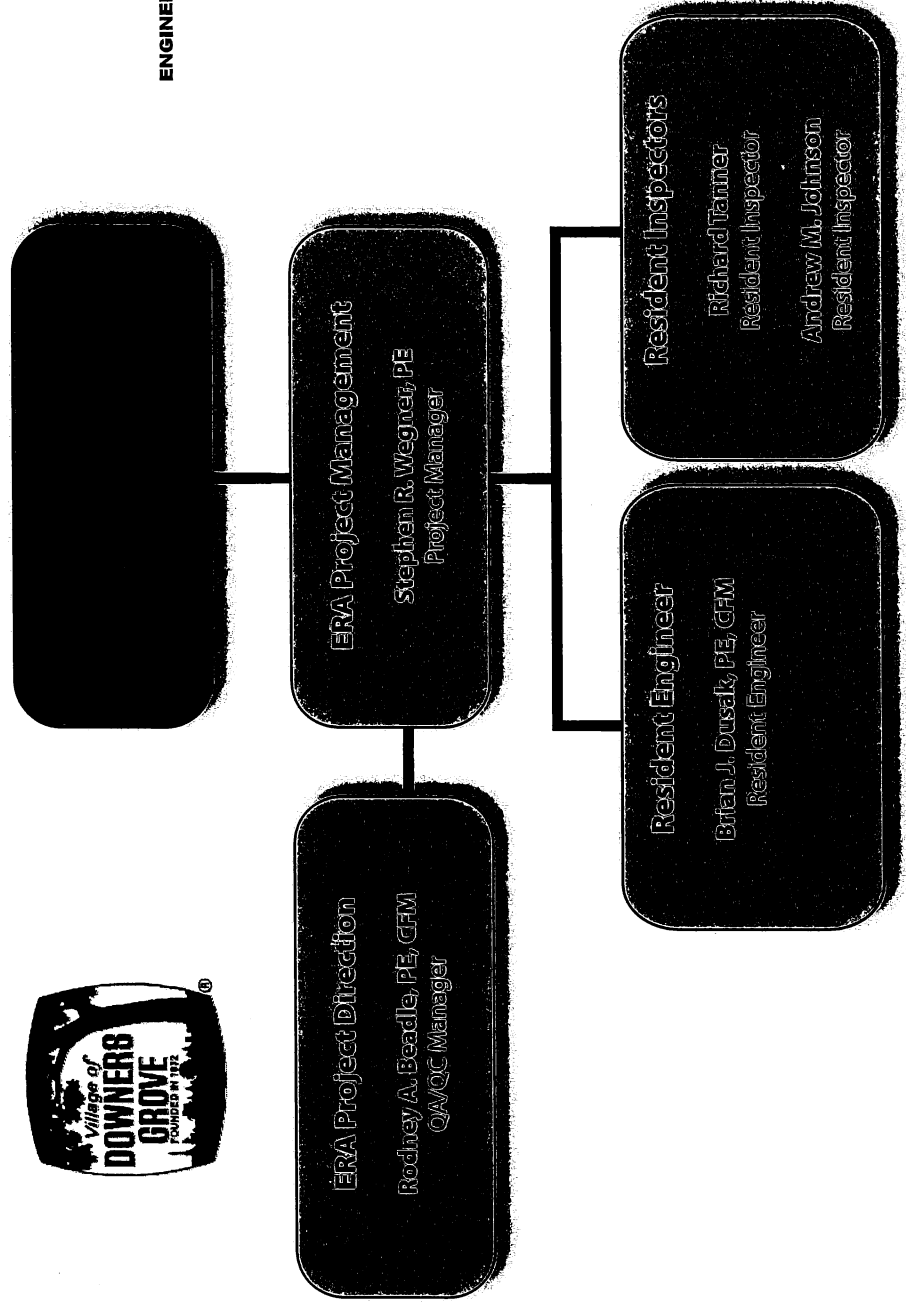 ENGINE
Village of
DOWNERS
GROVE
FOUNDED IN 1832
®
ERA Project Direction
Rodney A. Beadle, PE, CFM
QA/QC Manager
ERA Project Management
Stephen R. Wegner, PE
Project Manager
Resident Engineer
Brian J. Dusak, PE, CFM
Resident Engineer
Resident Inspectors
Richard Tanner
Resident Inspector
Andrew M. Johnson
Resident Inspector